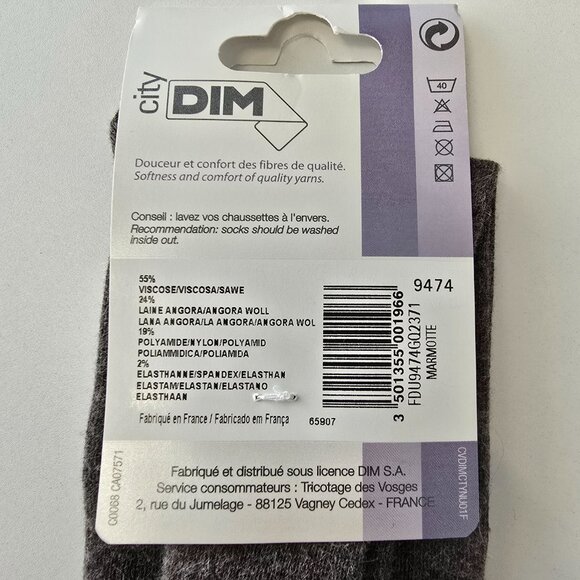 city
DIM
40
Douceur et confort des fibres de qualité.
Softness and comfort of quality yarns.
Conseil : lavez vos chaussettes à l'envers.
Recommendation: socks should be washed
inside out.
55%
VISCOSE/VISCOSA/SAWE
24%
LAINE ANGORA/ANGORA WOLL
LANA ANGORA/LA ANGORA/ANGORA WOL
19%
POLYAMIDE/NYLON/POLYAMID
POLIAMMIDICA/POLIAMIDA
2%
ELASTHANNE/SPANDEX/ELASTHAN
ELASTAM/ELASTAN/ELASTANO
ELASTHAAN
Fabriqué en France / Fabricado em França
65907
9474
3 501355 001966
FDU9474GQ2371
MARMOTTE
Fabriqué et distribué sous licence DIM S.A.
Service consommateurs : Tricotage des Vosges
2, rue du Jumelage - 88125 Vagney Cedex - FRANCE
C0068 CA07571
CVDIMCTYNU01F